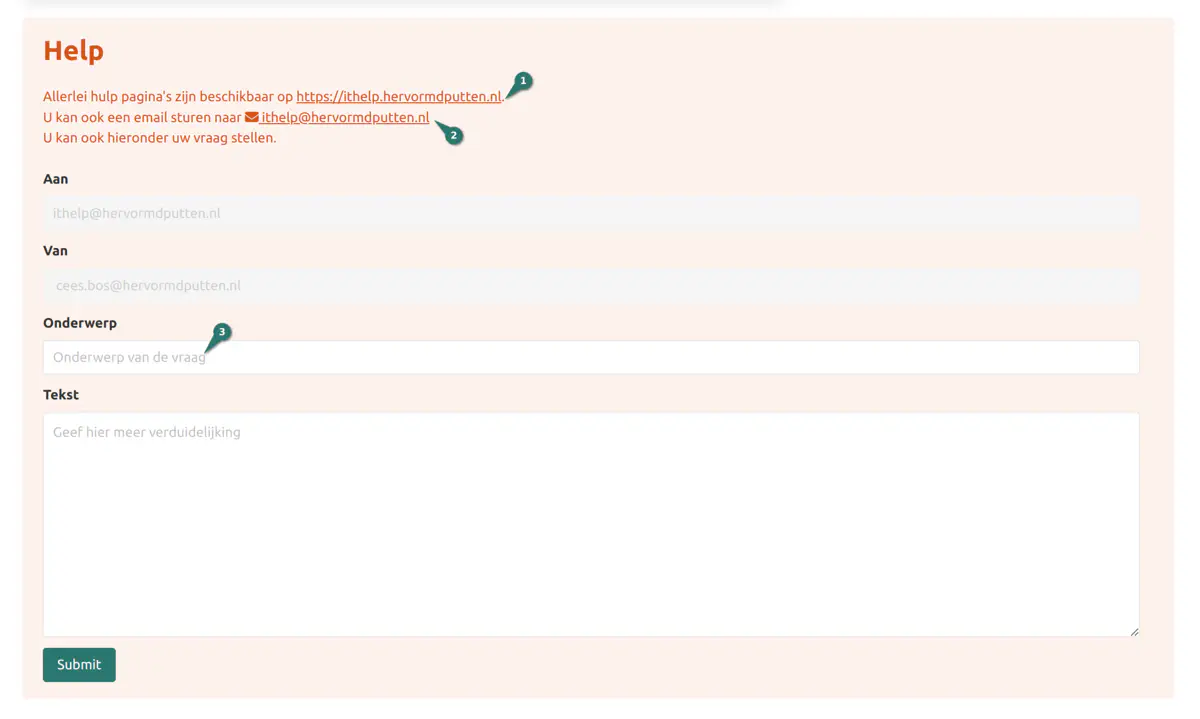 Help
Allerlei hulp pagina's zijn beschikbaar op https://ithelp.hervormdputten.nl. 1
U kan ook een email sturen naar ithelp@hervormdputten.nl 2
U kan ook hieronder uw vraag stellen.
Aan
ithelp@hervormdputten.nl
Van
cees.bos@hervormdputten.nl
Onderwerp
3
Onderwerp van de vraag
Tekst
Geef hier meer verduidelijking
Submit